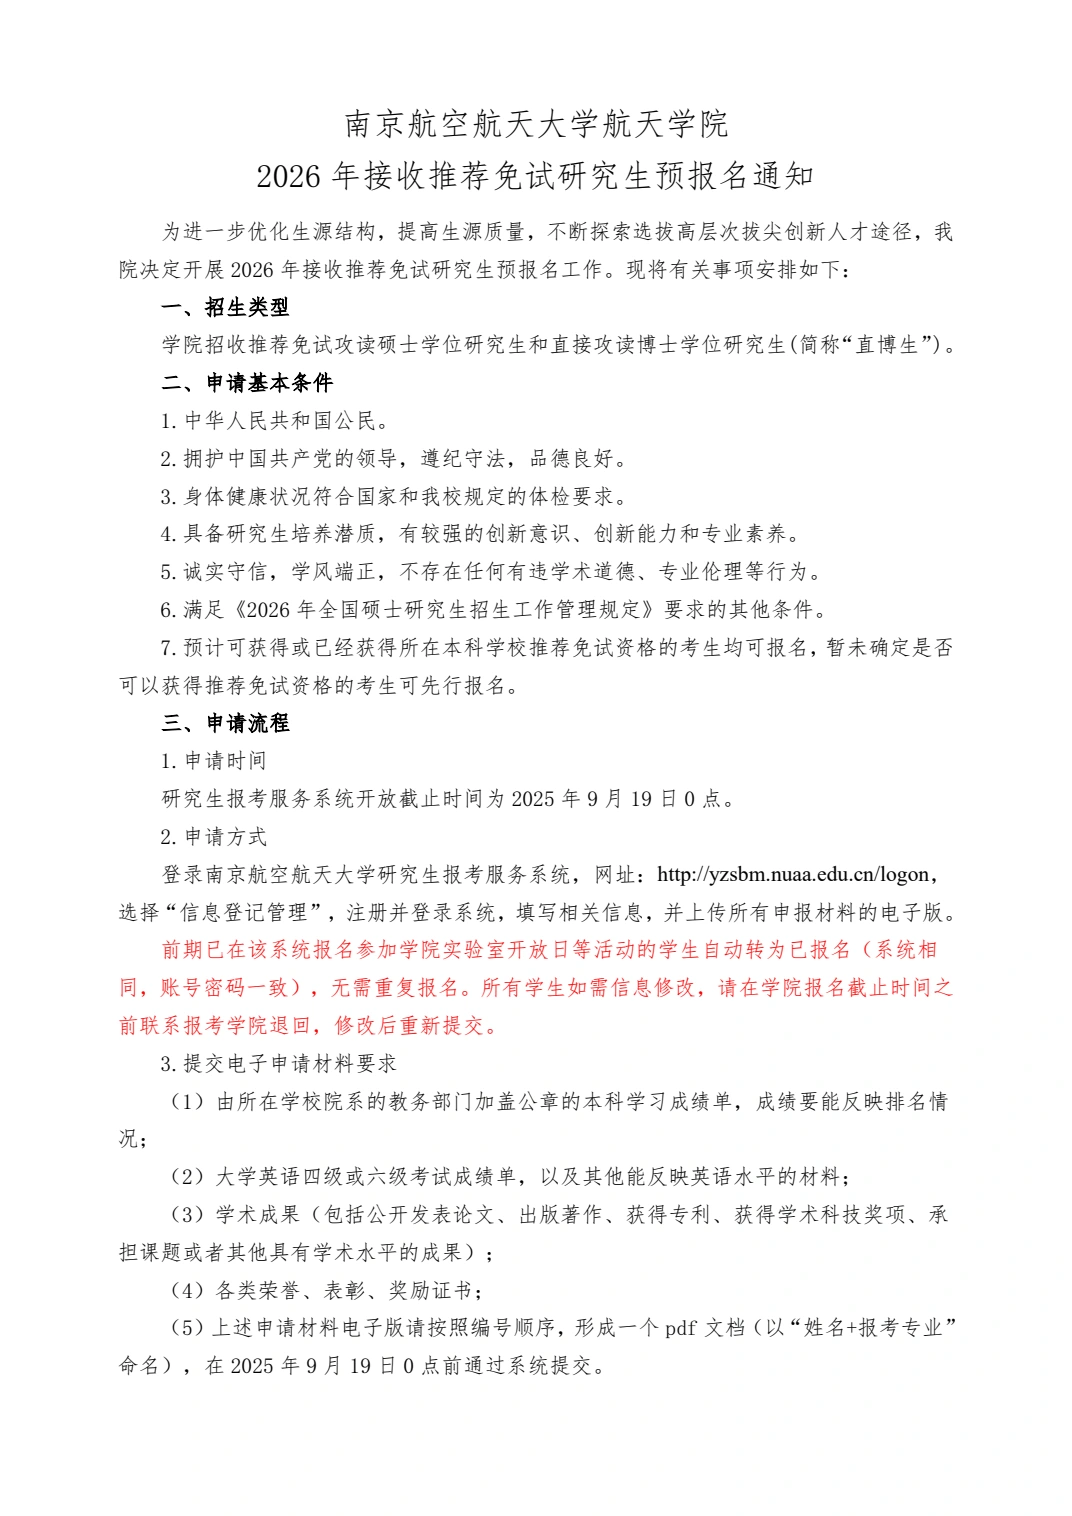 南京航空航天大学航天学院
2026 年接收推荐免试研究生预报名通知
为进一步优化生源结构，提高生源质量，不断探索选拔高层次拔尖创新人才途径，我
院决定开展 2026 年接收推荐免试研究生预报名工作。现将有关事项安排如下：
一、招生类型
学院招收推荐免试攻读硕士学位研究生和直接攻读博士学位研究生(简称“直博生”)。
二、申请基本条件
1.中华人民共和国公民。
2.拥护中国共产党的领导，遵纪守法，品德良好。
3.身体健康状况符合国家和我校规定的体检要求。
4.具备研究生培养潜质，有较强的创新意识、创新能力和专业素养。
5.诚实守信，学风端正，不存在任何有违学术道德、专业伦理等行为。
6.满足《2026 年全国硕士研究生招生工作管理规定》要求的其他条件。
7.预计可获得或已经获得所在本科学校推荐免试资格的考生均可报名，暂未确定是否
可以获得推荐免试资格的考生可先行报名。
三、申请流程
1.申请时间
研究生报考服务系统开放截止时间为 2025 年 9 月 19 日 0 点。
2.申请方式
登录南京航空航天大学研究生报考服务系统，网址：http://yzsbm.nuaa.edu.cn/logon，
选择“信息登记管理”，注册并登录系统，填写相关信息，并上传所有申报材料的电子版。
前期已在该系统报名参加学院实验室开放日等活动的学生自动转为已报名（系统相
同，账号密码一致），无需重复报名。所有学生如需信息修改，请在学院报名截止时间之
前联系报考学院退回，修改后重新提交。
3.提交电子申请材料要求
（1）由所在学校院系的教务部门加盖公章的本科学习成绩单，成绩要能反映排名情
况；
（2）大学英语四级或六级考试成绩单，以及其他能反映英语水平的材料；
（3）学术成果（包括公开发表论文、出版著作、获得专利、获得学术科技奖项、承
担课题或者其他具有学术水平的成果）；
（4）各类荣誉、表彰、奖励证书；
（5）上述申请材料电子版请按照编号顺序，形成一个 pdf 文档（以“姓名+报考专业”
命名），在 2025 年 9 月 19 日 0 点前通过系统提交。